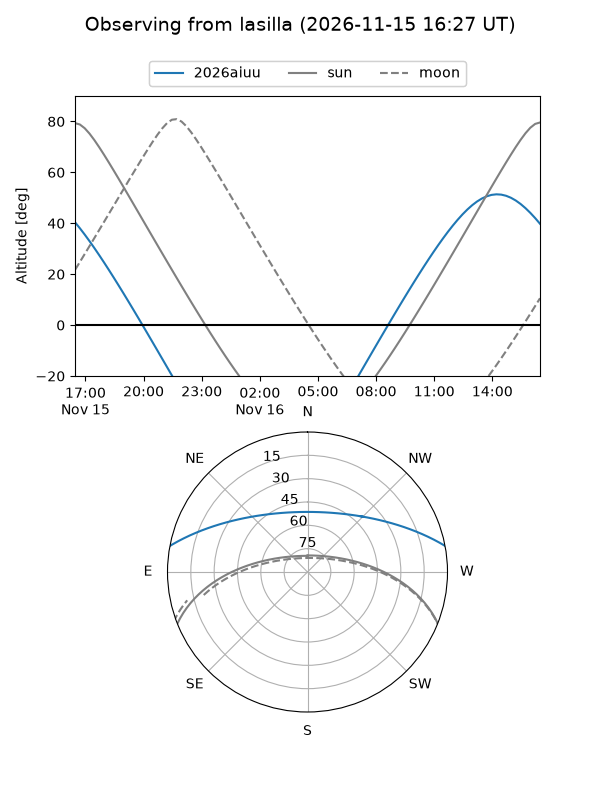 Observing from lasilla (2026-11-15 16:27 UT)
2026aiuu sun moon
Altitude [deg]
80
60
40
20
0
−20
17:00 20:00 23:00 02:00 05:00 08:00 11:00 14:00
Nov 15 Nov 16
N
NE NW
15
30
45
60
75
E W
SE SW
S